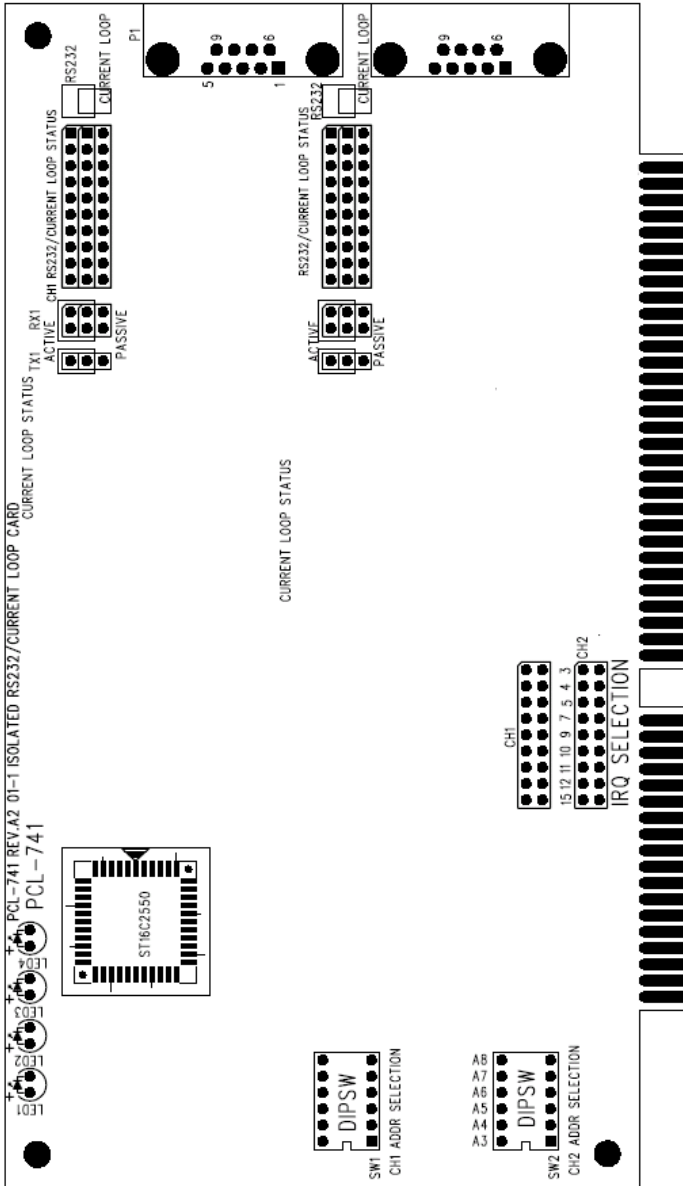 P1
9
6
5
1
9
6
RS232
CURRENT LOOP
RS232
CURRENT LOOP
CH1 RS232/CURRENT LOOP STATUS
RS232/CURRENT LOOP STATUS
TX1
RX1
ACTIVE
PASSIVE
ACTIVE
PASSIVE
CURRENT LOOP STATUS
CURRENT LOOP STATUS
PCL-741 REV.A2 01-1 ISOLATED RS232/CURRENT LOOP CARD
PCL-741
CH1
15 12 11 10 9 7 5 4 3
CH2
IRQ SELECTION
ST16C2550
LED4
LED3
LED2
LED1
DIPSW
SW1
CH1 ADDR SELECTION
A8
A7
A6
A5
A4
A3
DIPSW
SW2
CH2 ADDR SELECTION